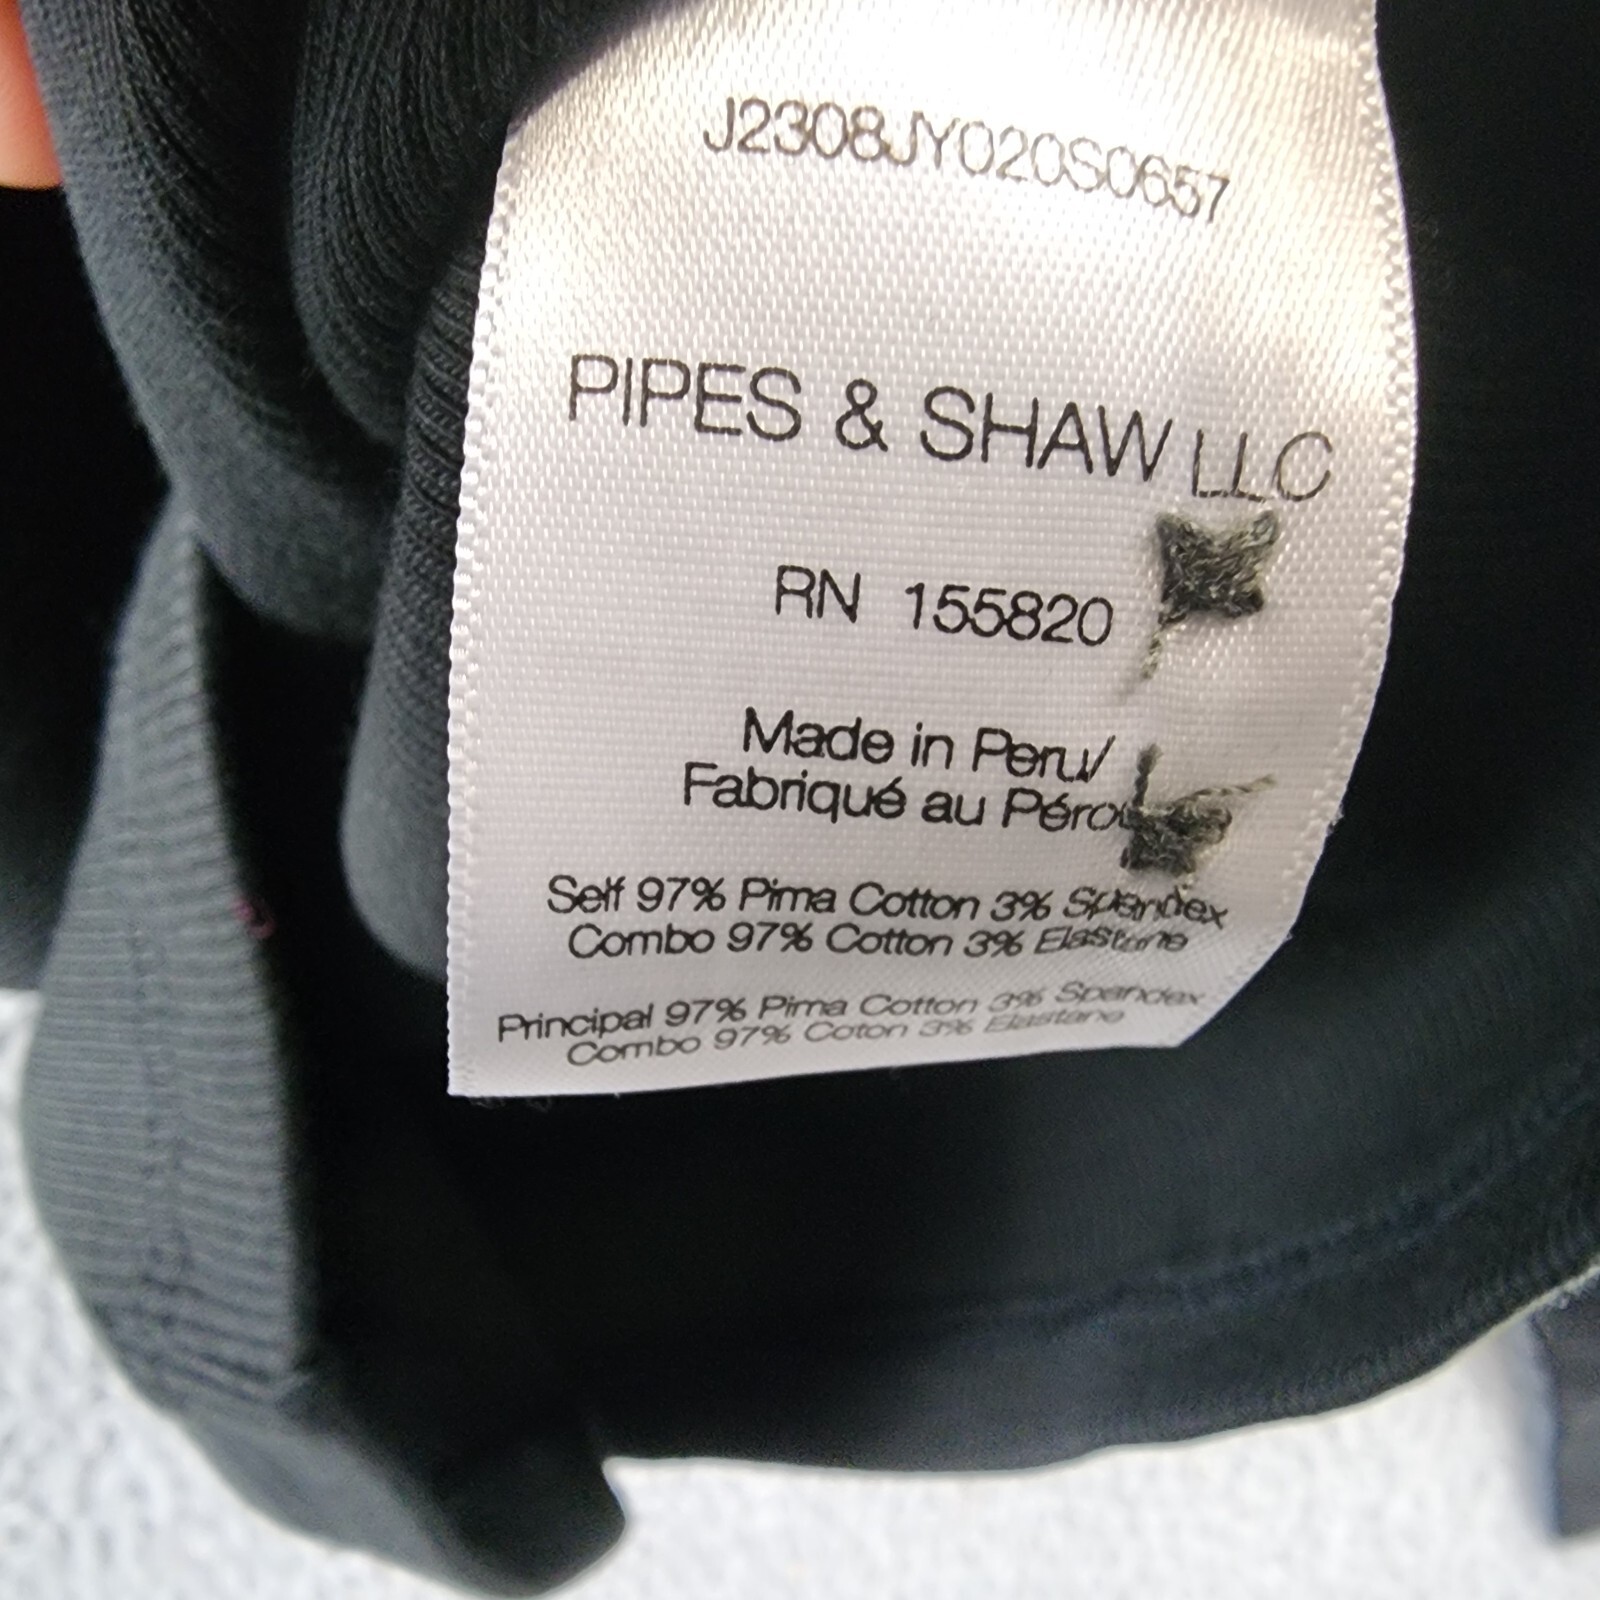 J2308JY020S0657
PIPES & SHAW LLC
RN 155820
Made in Peru/
Fabriqué au Pérou
Self 97% Pima Cotton 3% Spandex
Combo 97% Cotton 3% Elastane
Principal 97% Pima Cotton 3% Spandex
Combo 97% Coton 3% Elastane